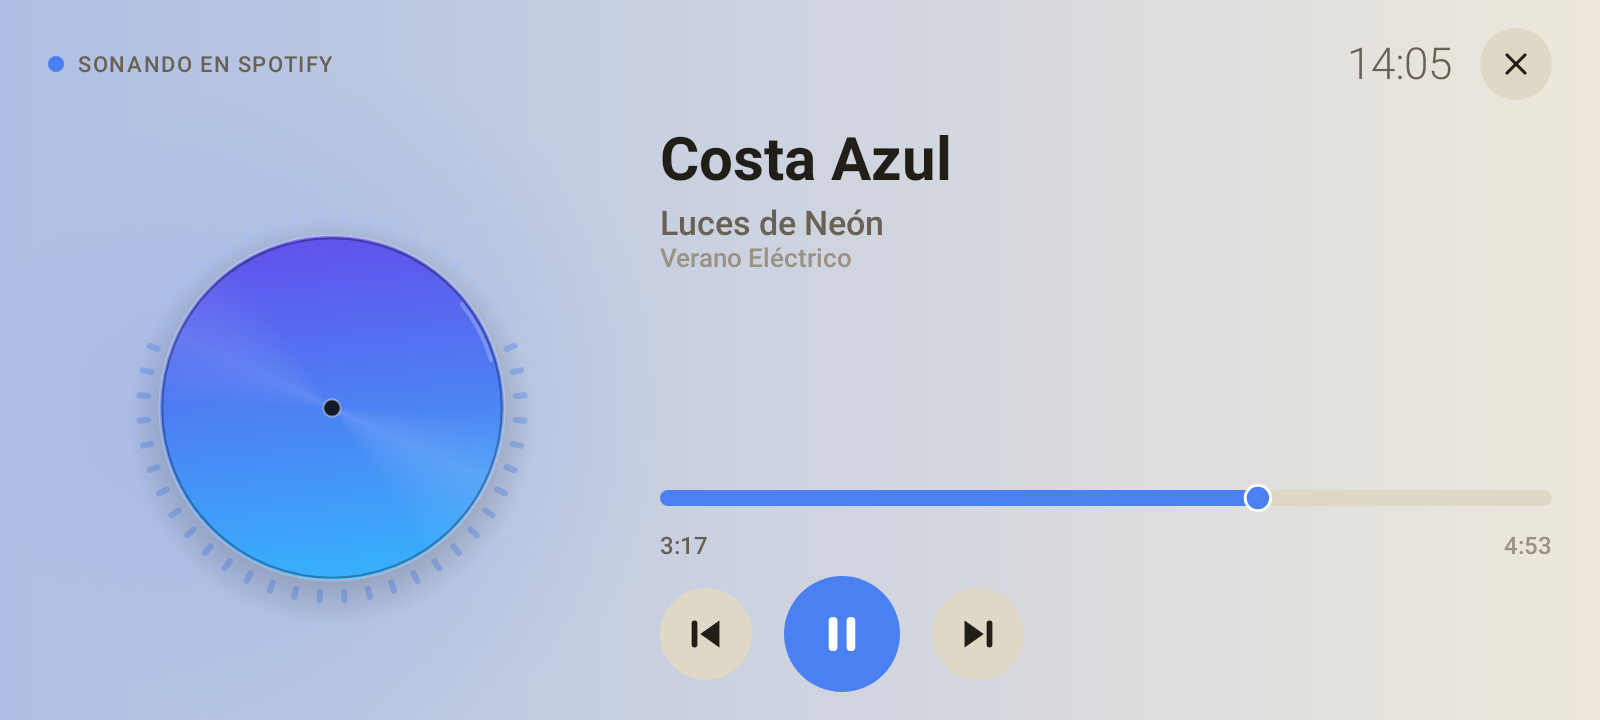 SONANDO EN SPOTIFY
14:05
Costa Azul
Luces de Neón
Verano Eléctrico
3:17
4:53